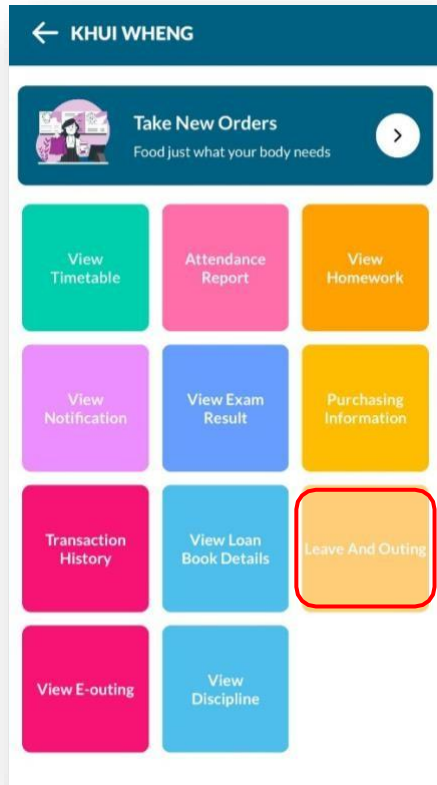 KHUI WHENG
Take New Orders
Food just what your body needs
View
Timetable
Attendance
Report
View
Homework
View
Notification
View Exam
Result
Purchasing
Information
Transaction
History
View Loan
Book Details
Leave And Outing
View E-outing
View
Discipline